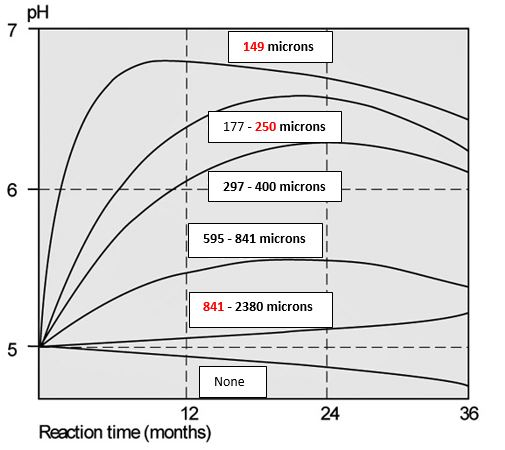 pH
7
149 microns
177 - 250 microns
6
297 - 400 microns
595 - 841 microns
841 - 2380 microns
5
None
12
24
36
Reaction time (months)